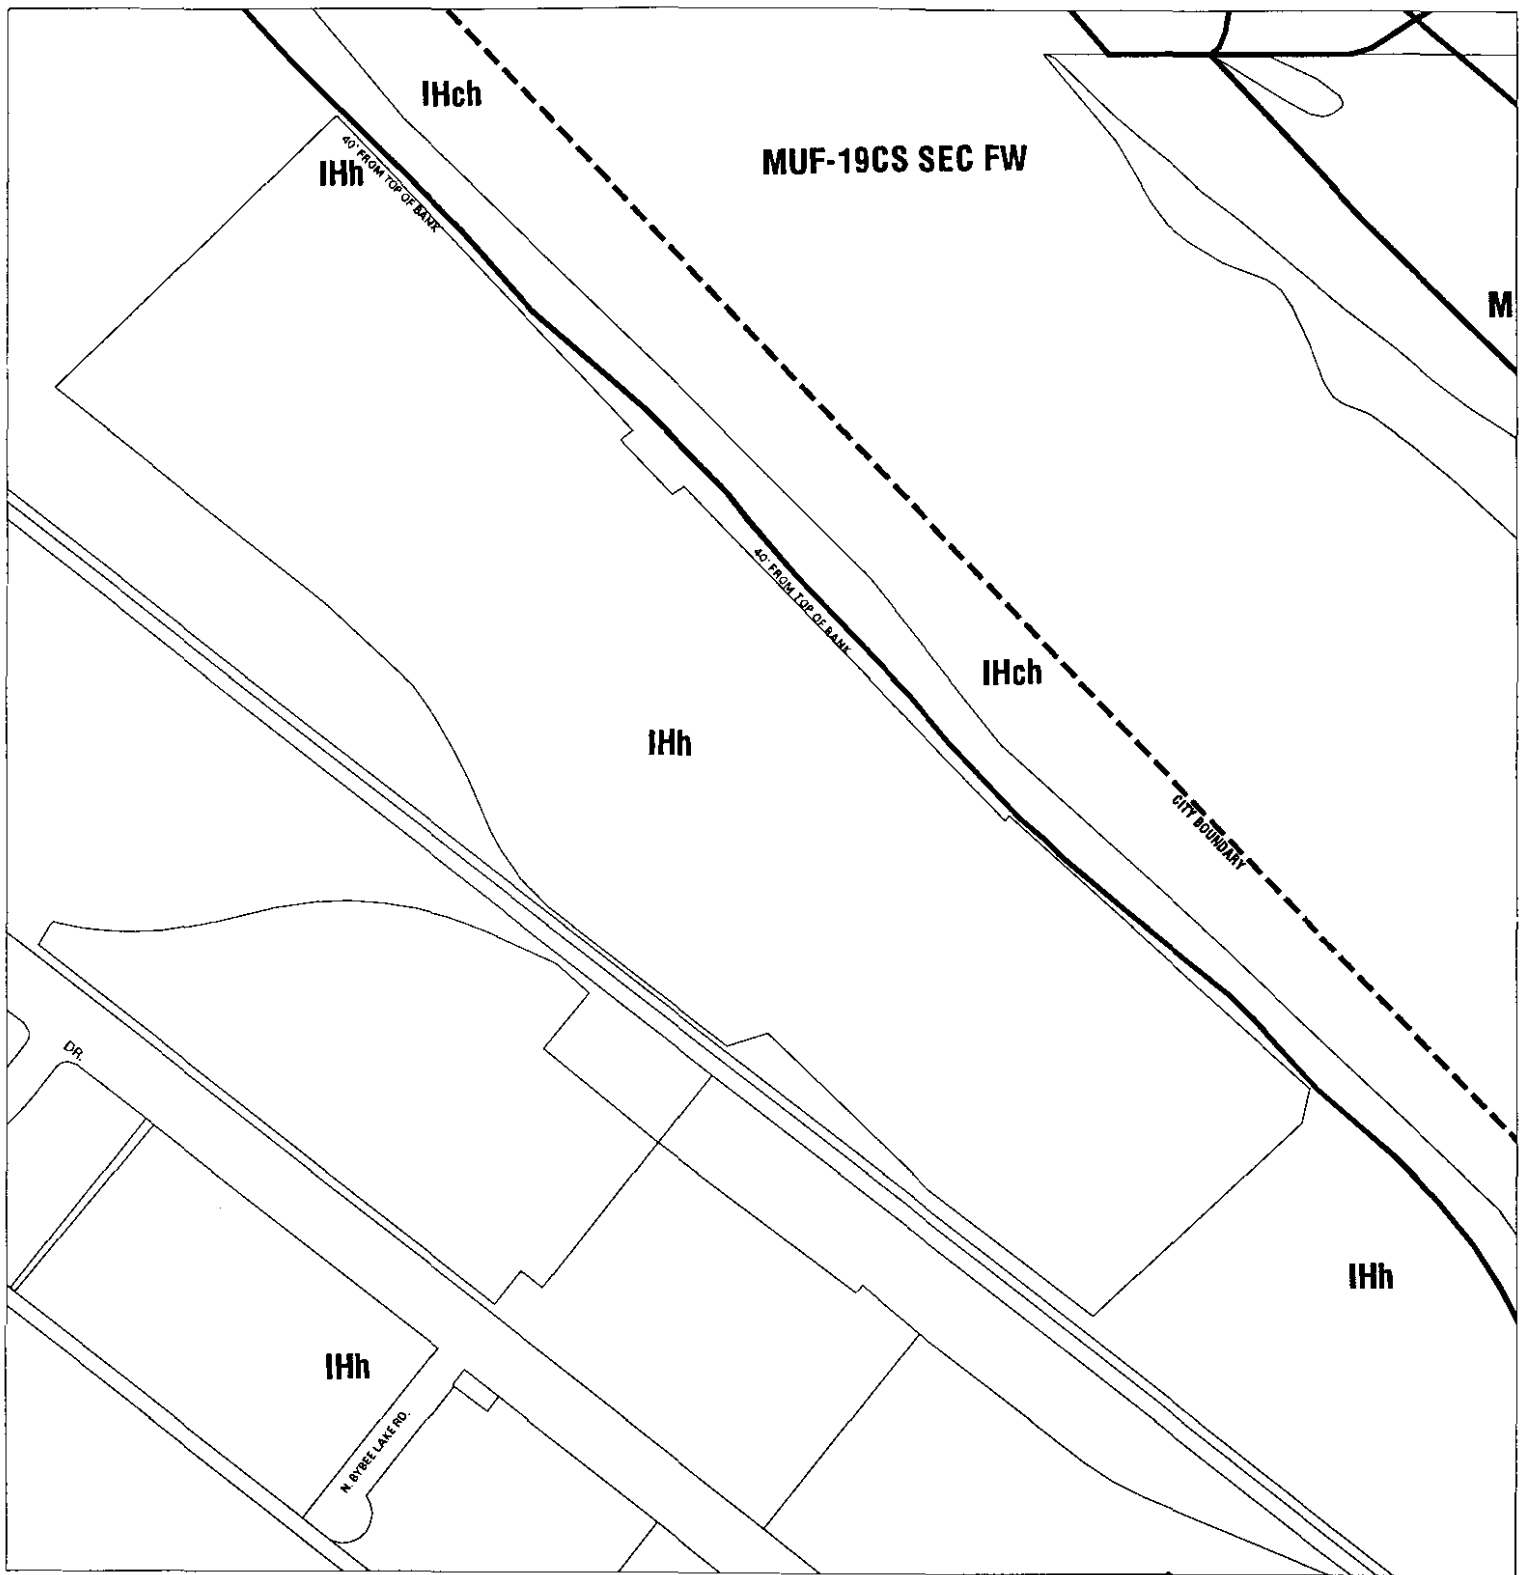 IHch
MUF-19CS SEC FW
IHh
40' FROM TOP OF BANK
M
40' FROM TOP OF BANK
IHch
IHh
CITY BOUNDARY
DR.
IHh
IHh
N. BYBEE LAKE RD.